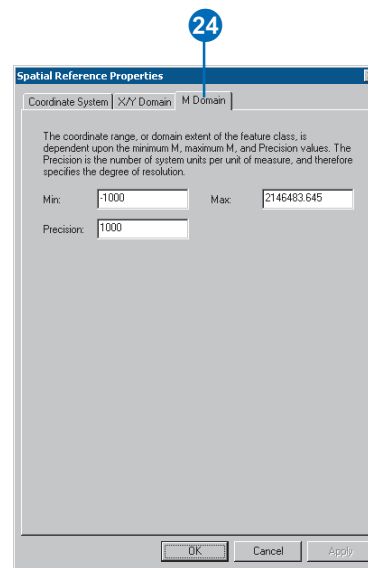 24
Spatial Reference Properties
Coordinate System X/Y Domain M Domain
The coordinate range, or domain extent of the feature class, is
dependent upon the minimum M, maximum M, and Precision values. The
Precision is the number of system units per unit of measure, and therefore
specifies the degree of resolution.
Min: -1000 Max: 2146483.645
Precision: 1000
OK Cancel Apply